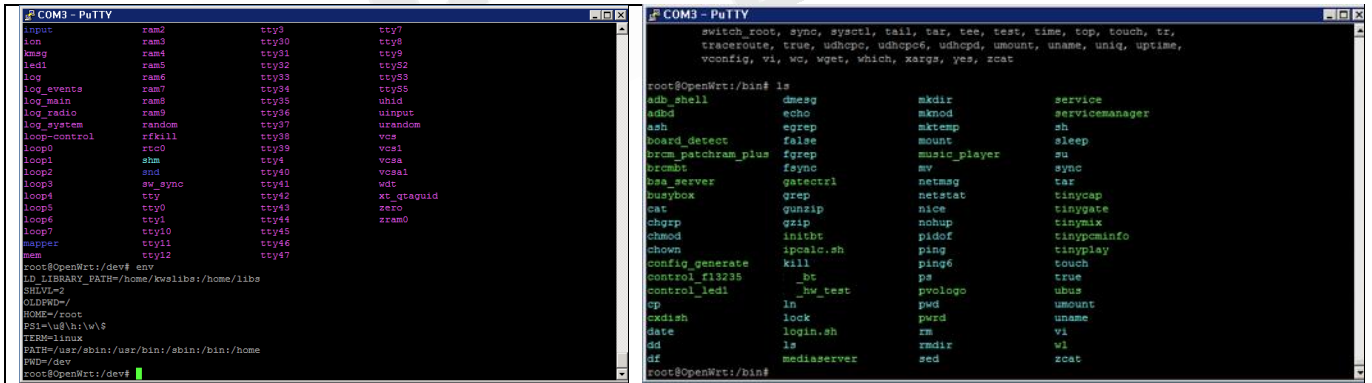 COM3 - PuTTY
input ram2 tty3 tty7
ion ram3 tty30 tty8
kmsg ram4 tty31 tty9
led1 ram5 tty32 ttyS2
log ram6 tty33 ttyS3
log_events ram7 tty34 ttyS5
log_main ram8 tty35 uhid
log_radio ram9 tty36 uinput
log_system random tty37 urandom
loop-control rfkill tty38 vcs
loop0 rtc0 tty39 vcs1
loop1 shm tty4 vcsa
loop2 snd tty40 vcsa1
loop3 sw_sync tty41 wdt
loop4 tty tty42 xt_qtaguid
loop5 tty0 tty43 zero
loop6 tty1 tty44 zram0
loop7 tty10 tty45
mapper tty11 tty46
mem tty12 tty47
root@OpenWrt:/dev# env
LD_LIBRARY_PATH=/home/kwslibs:/home/libs
SHLVL=2
OLDPWD=/
HOME=/root
PS1=\u@\h:\w\$
TERM=linux
PATH=/usr/sbin:/usr/bin:/sbin:/bin:/home
PWD=/dev
root@OpenWrt:/dev#
COM3 - PuTTY
switch_root, sync, sysctl, tail, tar, tee, test, time, top, touch, tr,
traceroute, true, udhcpc, udhcpc6, udhcpd, umount, uname, uniq, uptime,
vconfig, vi, wc, wget, which, xargs, yes, zcat
root@OpenWrt:/bin# ls
adb_shell dmesg mkdir service
adbd echo mknod servicemanager
ash egrep mktemp sh
board_detect false mount sleep
brcm_patchram_plus fgrep music_player su
brcmbt fsync mv sync
bsa_server gatectrl netmsg tar
busybox grep netstat tinycap
cat gunzip nice tinygate
chgrp gzip nohup tinymix
chmod initbt pidof tinypcminfo
chown ipcalc.sh ping tinyplay
config_generate kill ping6 touch
control_f13235 _bt ps true
control_led1 _hw_test pvologo ubus
cp ln pwd umount
cxdish lock pwrd uname
date login.sh rm vi
dd ls rmdir wl
df mediaserver sed zcat
root@OpenWrt:/bin#